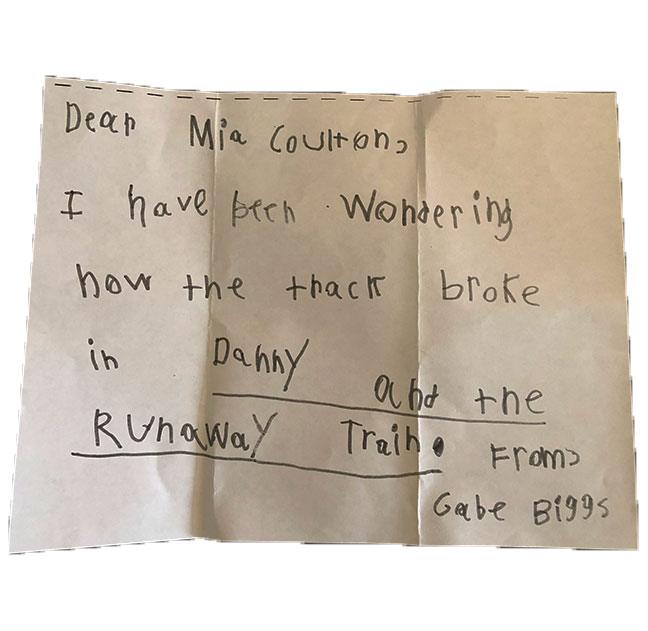 Dear Mia Coulton,
I have been Wondering
how the track broke
in Danny and the
RUnaway Train. From,
Gabe Biggs